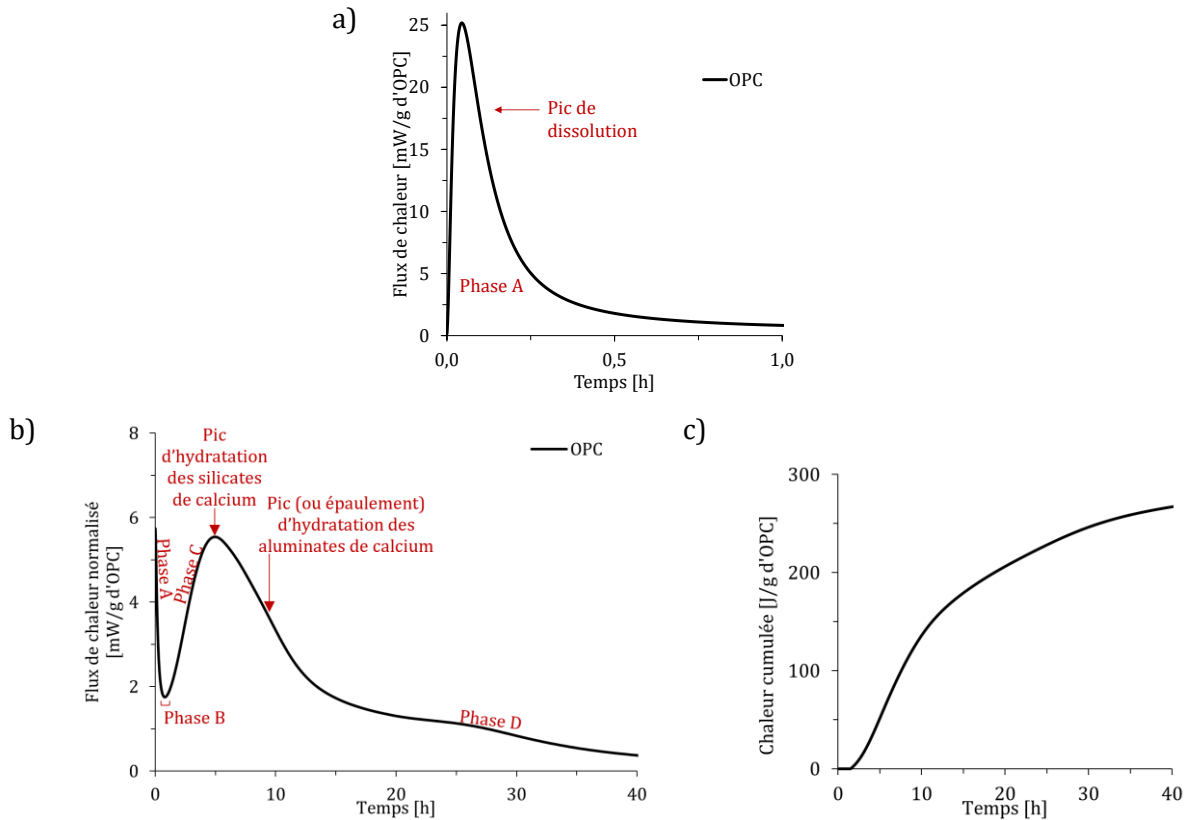 a)
25
20
15
10
5
0
Flux de chaleur [mW/g d'OPC]
OPC
Pic de
dissolution
Phase A
0,0
0,5
1,0
Temps [h]
b)
8
6
4
2
0
Flux de chaleur normalisé
[mW/g d'OPC]
Pic
d’hydratation
des silicates
de calcium
OPC
Pic (ou épaulement)
d’hydratation des
aluminates de calcium
Phase A
Phase C
Phase B
Phase D
0
10
20
30
40
Temps [h]
c)
300
200
100
0
Chaleur cumulée [J/g d'OPC]
0
10
20
30
40
Temps [h]